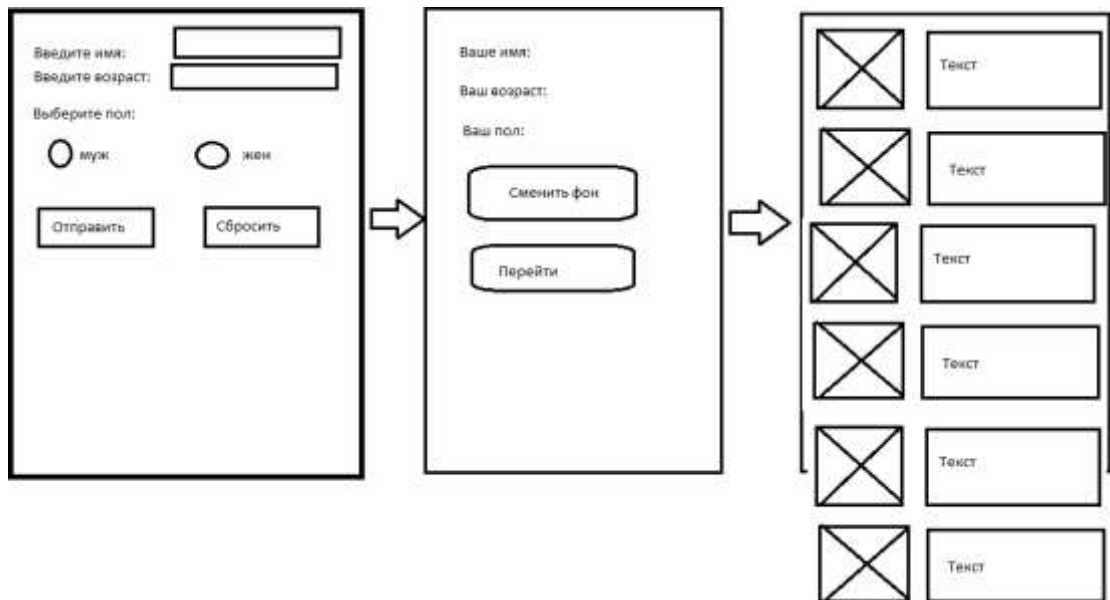 Введите имя:
Введите возраст:
Выберите пол:
муж
жен
Отправить
Сбросить
Ваше имя:
Ваш возраст:
Ваш пол:
Сменить фон
Перейти
Текст
Текст
Текст
Текст
Текст
Текст